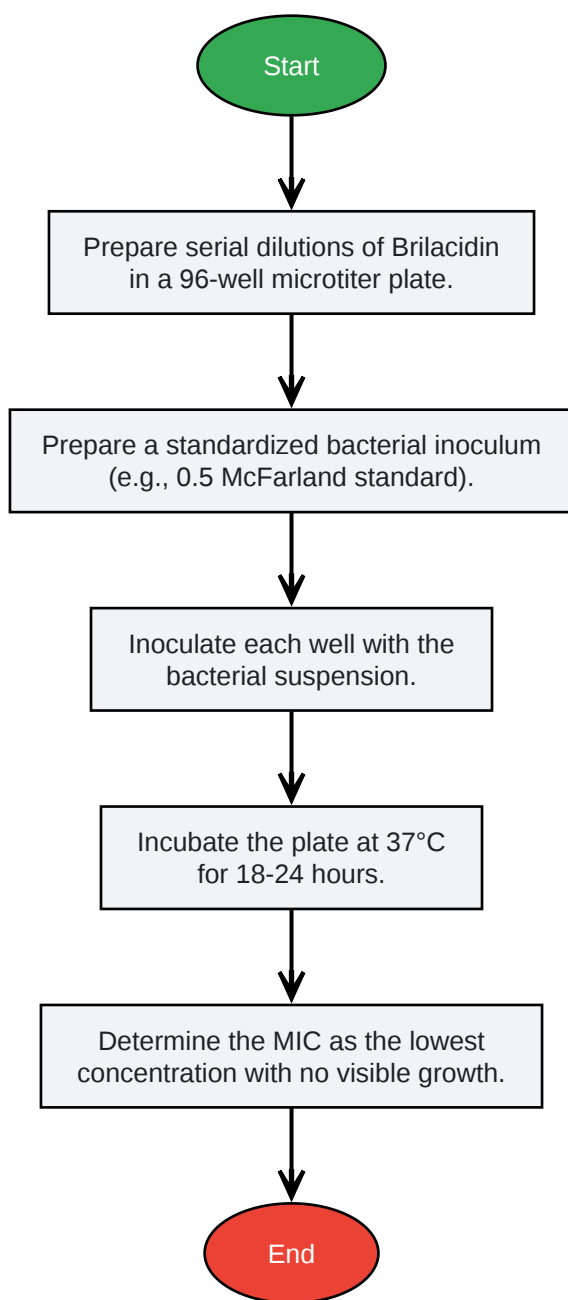 Start
Prepare serial dilutions of Brilacidin
in a 96-well microtiter plate.
Prepare a standardized bacterial inoculum
(e.g., 0.5 McFarland standard).
Inoculate each well with the
bacterial suspension.
Incubate the plate at 37°C
for 18-24 hours.
Determine the MIC as the lowest
concentration with no visible growth.
End